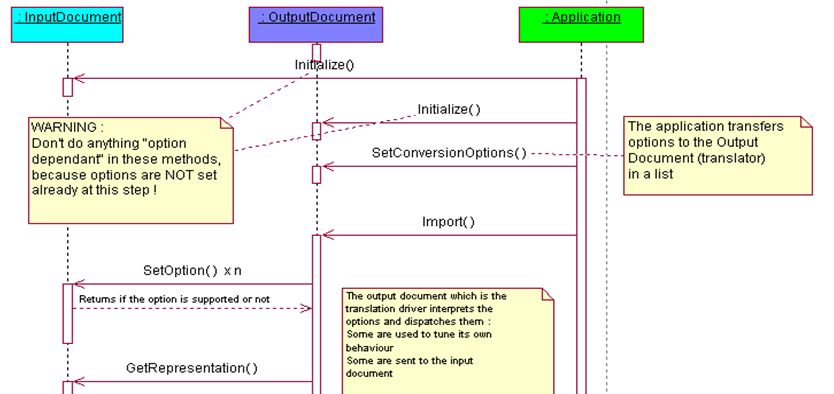 : InputDocument
: OutputDocument
: Application
Initialize()
Initialize( )
WARNING :
Don't do anything "option
dependant" in these methods,
because options are NOT set
already at this step !
The application transfers
options to the Output
Document (translator)
in a list
SetConversionOptions( )
Import( )
SetOption( ) x n
Returns if the option is supported or not
The output document which is the
translation driver interprets the
options and dispatches them :
Some are used to tune its own
behaviour
Some are sent to the input
document
GetRepresentation( )